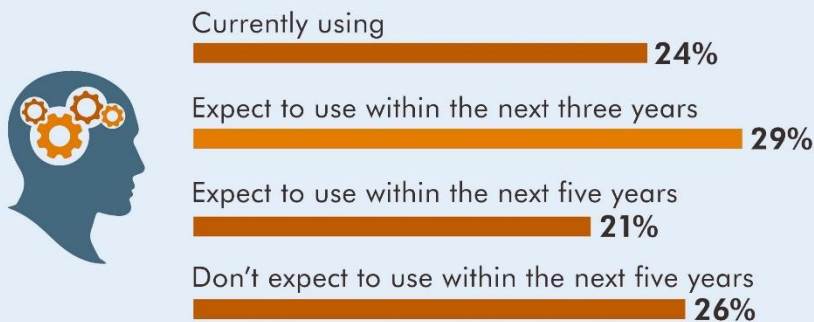 Currently using
24%
Expect to use within the next three years
29%
Expect to use within the next five years
21%
Don't expect to use within the next five years
26%